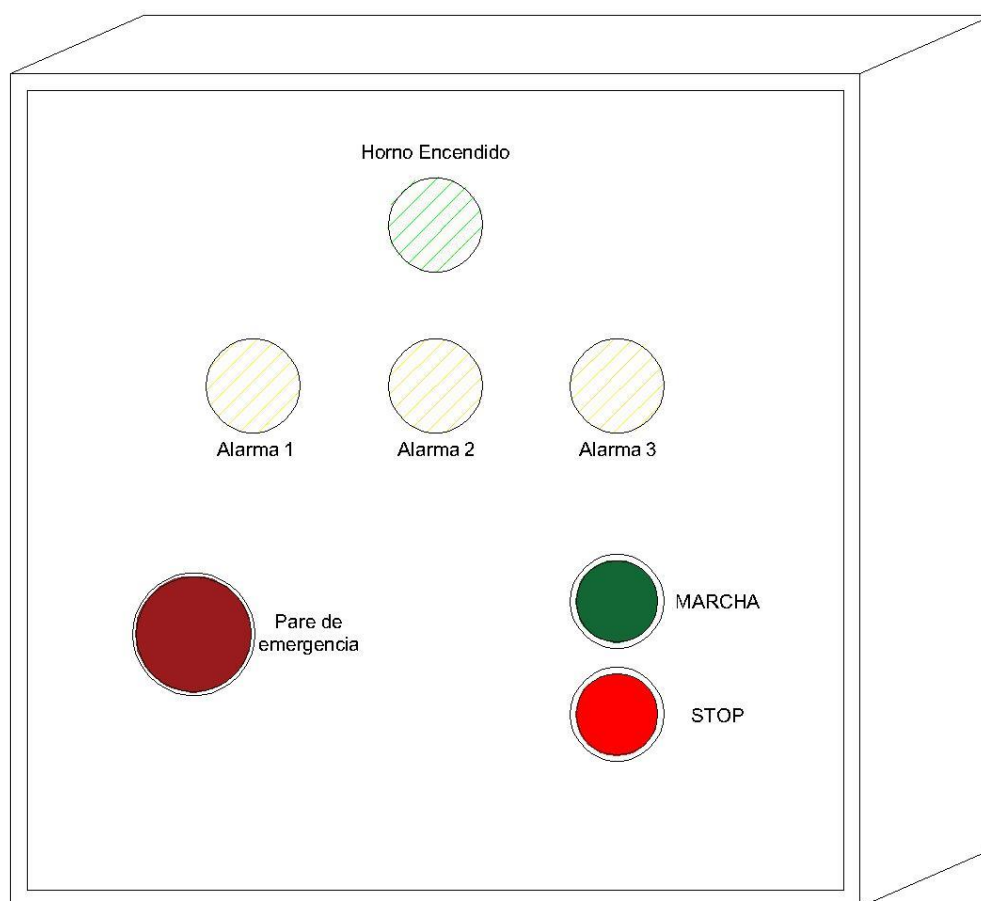 Horno Encendido
Alarma 1
Alarma 2
Alarma 3
Pare de
emergencia
MARCHA
STOP